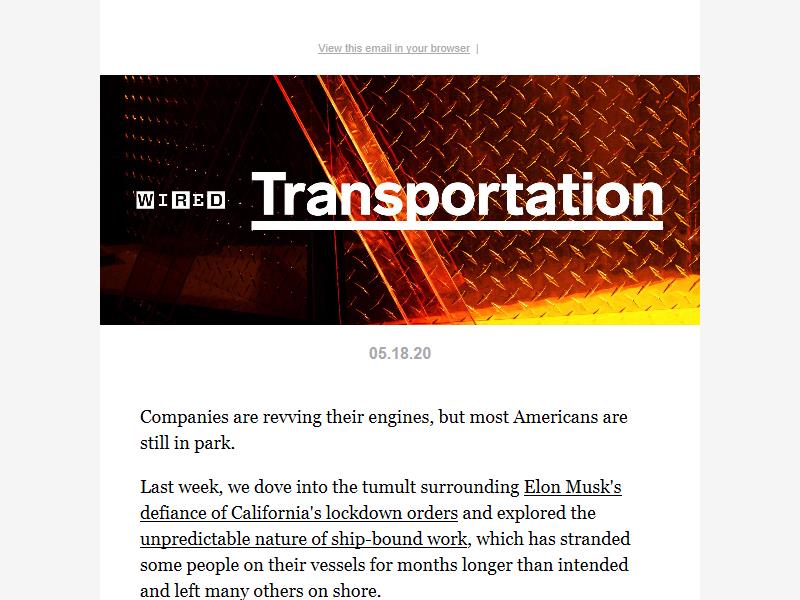 View this email in your browser |
WIRED Transportation
05.18.20
Companies are revving their engines, but most Americans are
still in park.
Last week, we dove into the tumult surrounding Elon Musk's
defiance of California's lockdown orders and explored the
unpredictable nature of ship-bound work, which has stranded
some people on their vessels for months longer than intended
and left many others on shore.